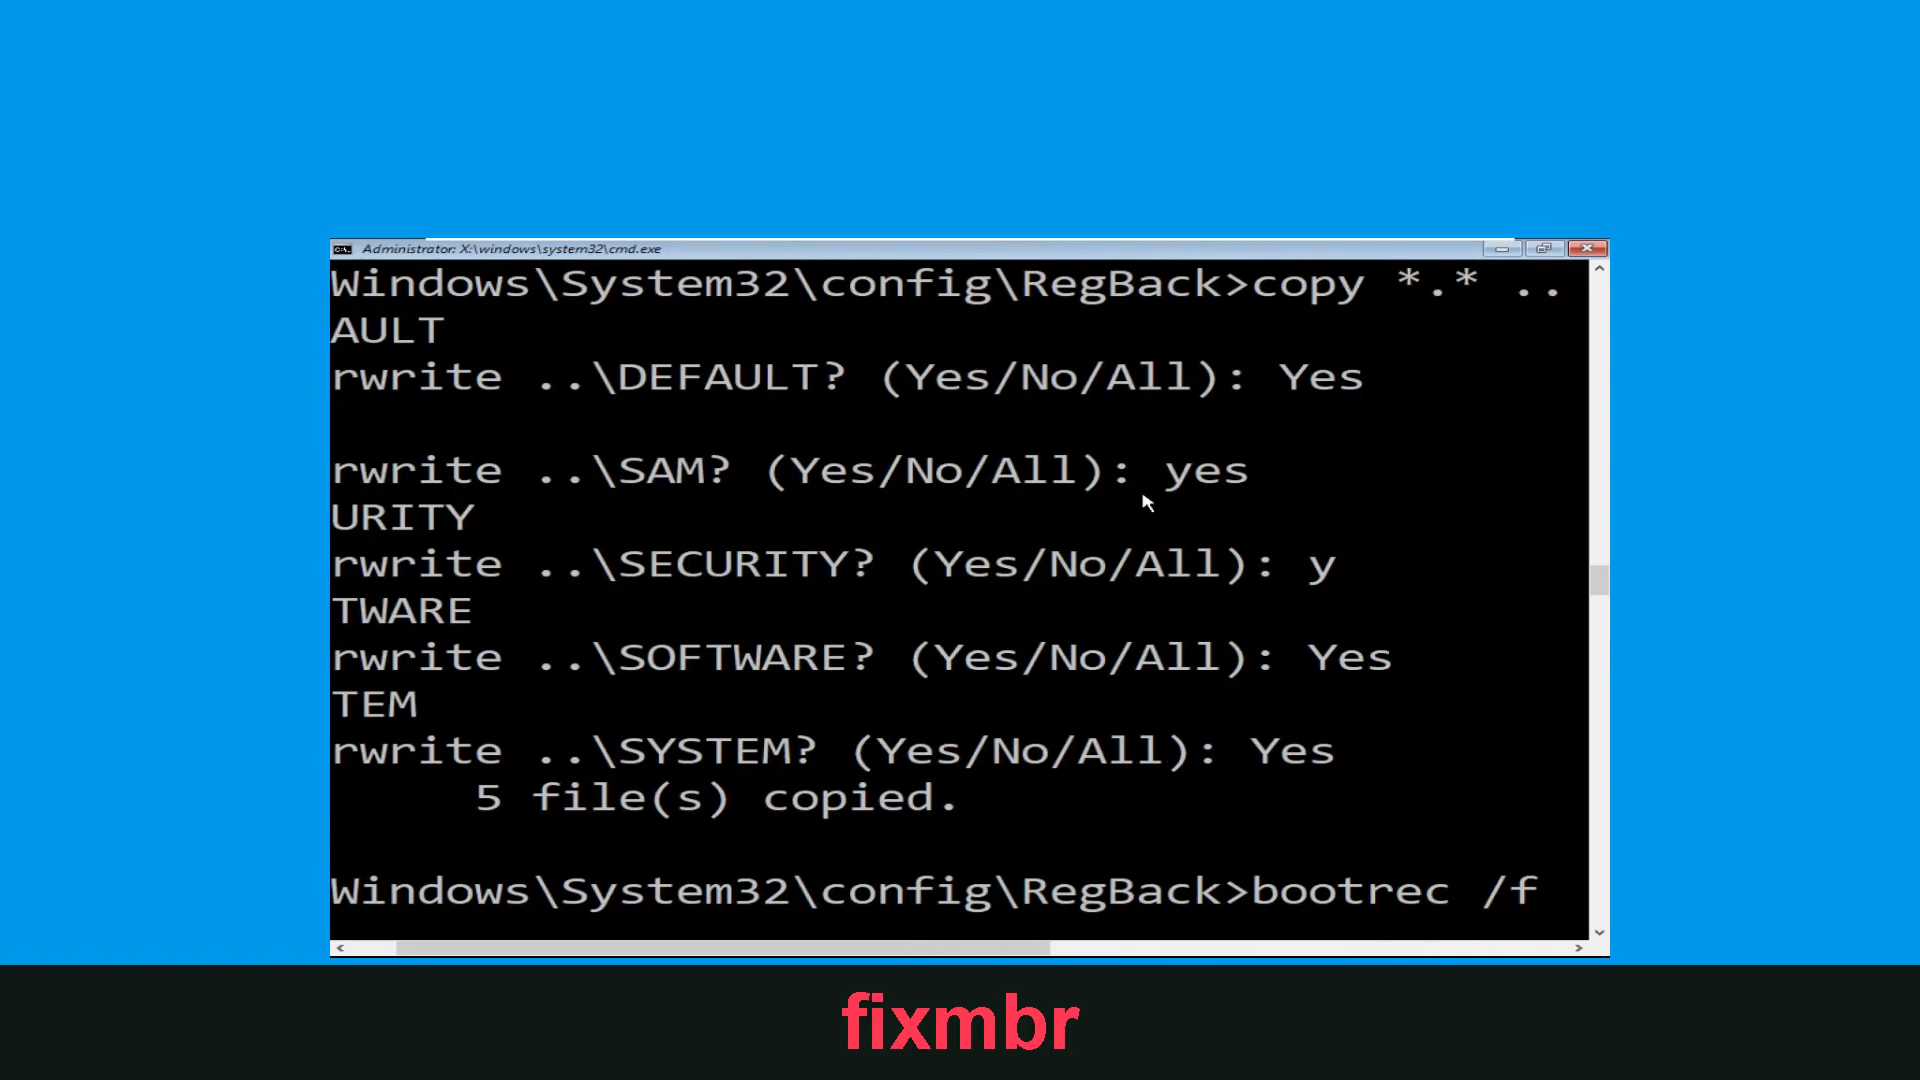 Administrator: X:\windows\system32\cmd.exe
Windows\System32\config\RegBack>copy *.* ..
AULT
rwrite ..\DEFAULT? (Yes/No/All): Yes
rwrite ..\SAM? (Yes/No/All): yes
URITY
rwrite ..\SECURITY? (Yes/No/All): y
TWARE
rwrite ..\SOFTWARE? (Yes/No/All): Yes
TEM
rwrite ..\SYSTEM? (Yes/No/All): Yes
5 file(s) copied.
Windows\System32\config\RegBack>bootrec /f
fixmbr